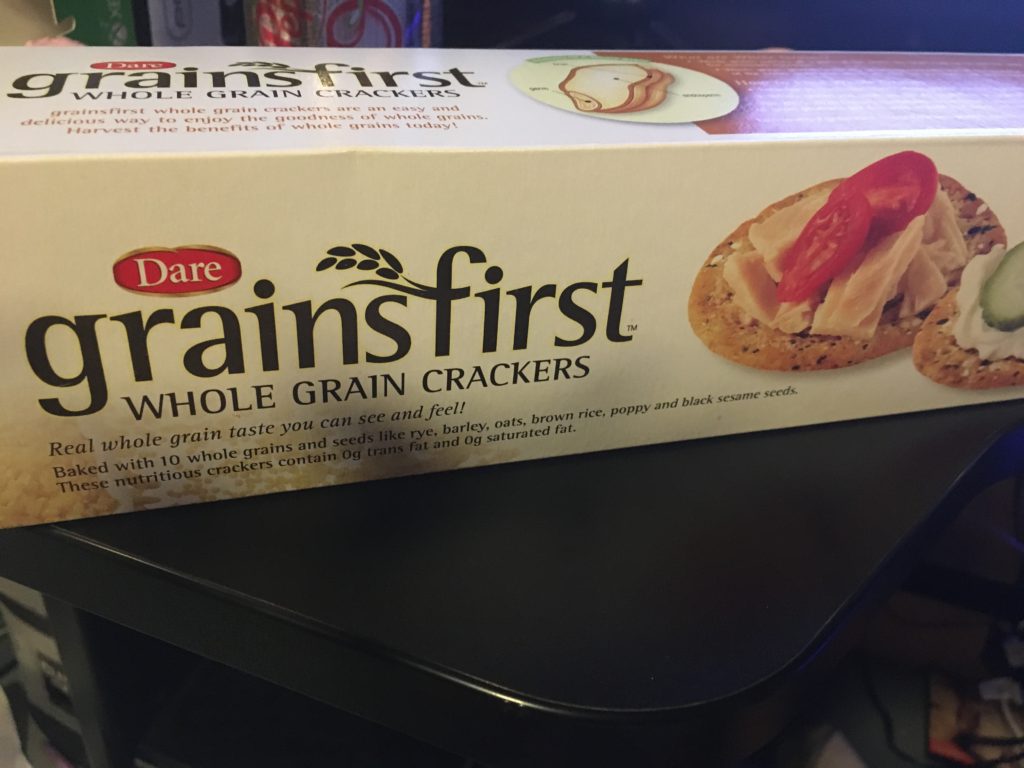 Dare
grainsfirst
WHOLE GRAIN CRACKERS
grainsfirst whole grain crackers are an easy and
delicious way to enjoy the goodness of whole grains.
Harvest the benefits of whole grains today!
germ
endosperm
Dare
grainsfirst™
WHOLE GRAIN CRACKERS
Real whole grain taste you can see and feel!
Baked with 10 whole grains and seeds like rye, barley, oats, brown rice, poppy and black sesame seeds.
These nutritious crackers contain 0g trans fat and 0g saturated fat.